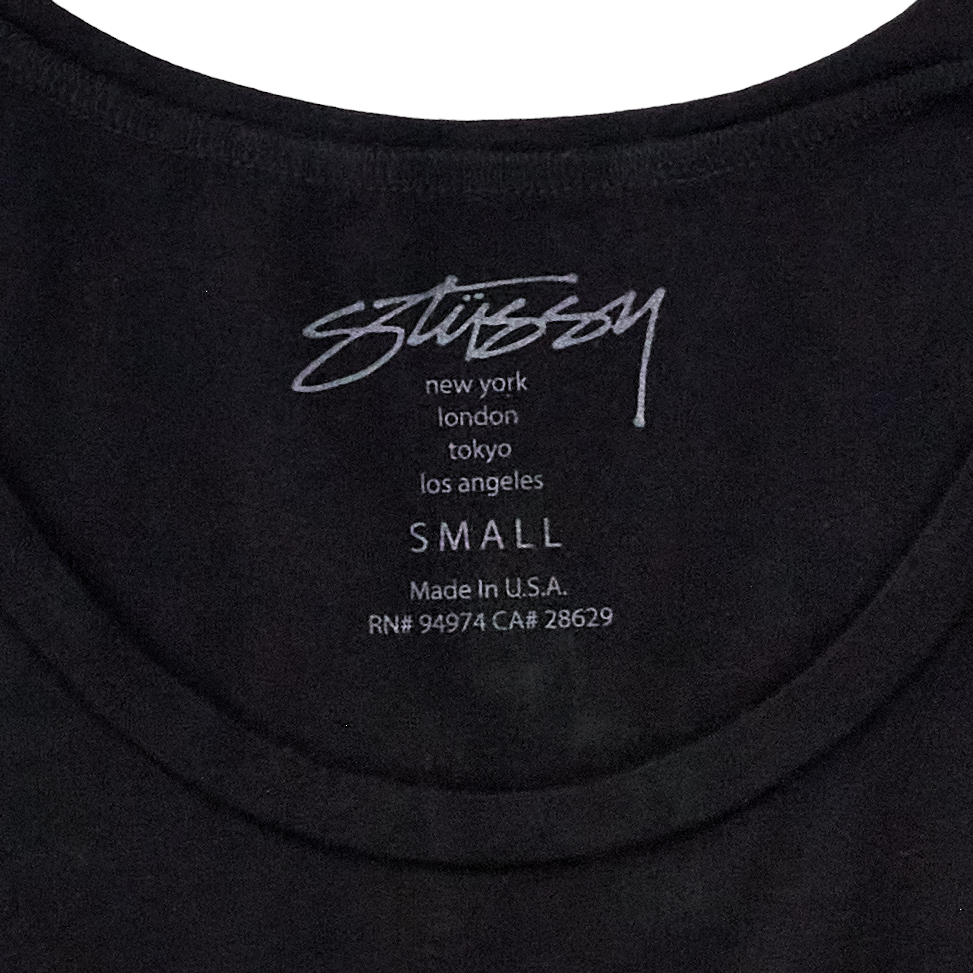 stüssy
new york
london
tokyo
los angeles
SMALL
Made In U.S.A.
RN# 94974 CA# 28629